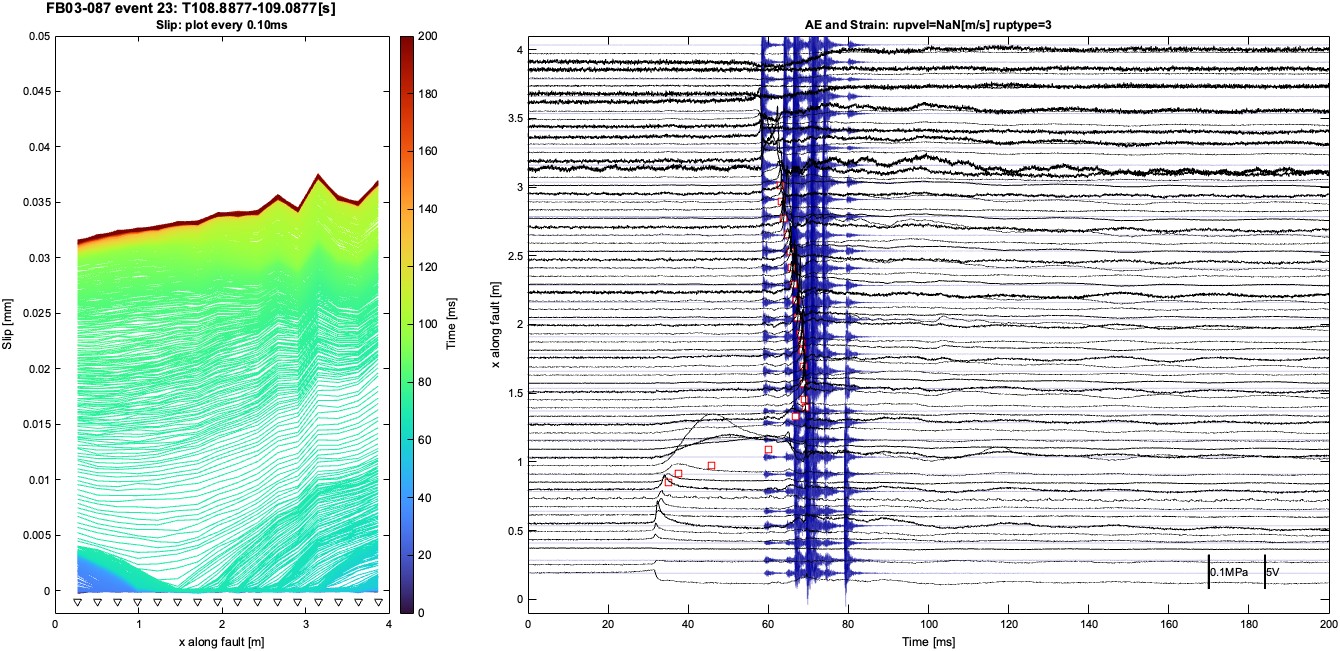 FB03-087 event 23: T108.8877-109.0877[s]
Slip: plot every 0.10ms
0.05
0.045
0.04
0.035
0.03
0.025
0.02
0.015
0.01
0.005
0
Slip [mm]
0 1 2 3 4
x along fault [m]
200
180
160
140
120
100
80
60
40
20
0
Time [ms]
AE and Strain: rupvel=NaN[m/s] ruptype=3
4
3.5
3
2.5
2
1.5
1
0.5
0
x along fault [m]
0.1MPa 5V
0 20 40 60 80 100 120 140 160 180 200
Time [ms]